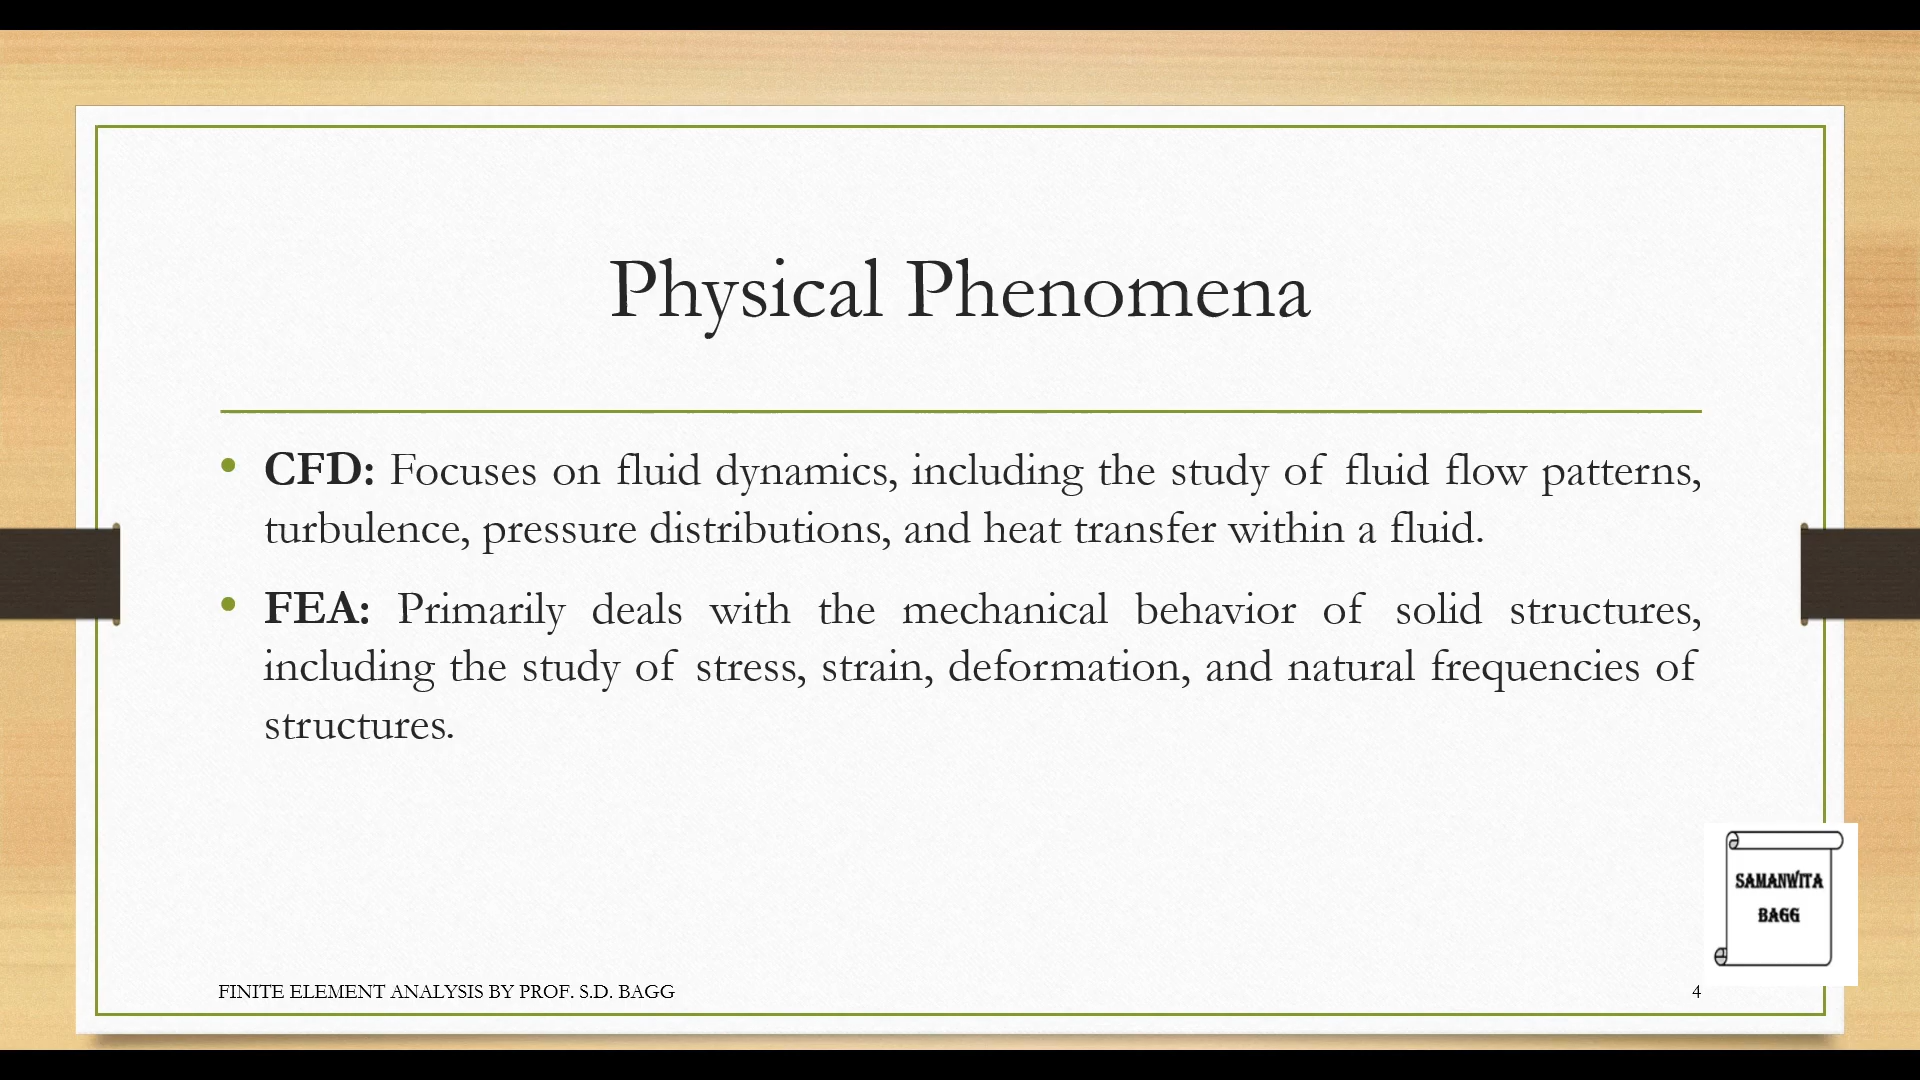 Physical Phenomena
• CFD: Focuses on fluid dynamics, including the study of fluid flow patterns,
turbulence, pressure distributions, and heat transfer within a fluid.
• FEA: Primarily deals with the mechanical behavior of solid structures,
including the study of stress, strain, deformation, and natural frequencies of
structures.
SAMANWITA
BAGG
FINITE ELEMENT ANALYSIS BY PROF. S.D. BAGG
4